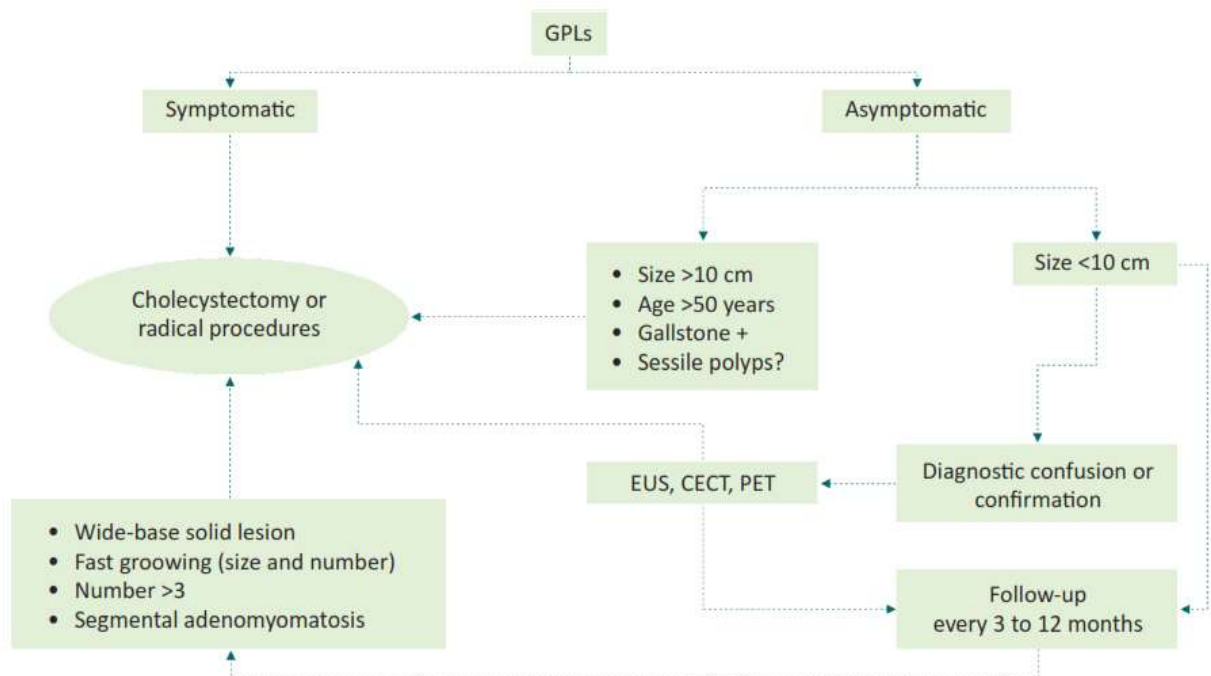 GPLs
Symptomatic
Asymptomatic
Cholecystectomy or
radical procedures
• Size >10 cm
• Age >50 years
• Gallstone +
• Sessile polyps?
Size <10 cm
EUS, CECT, PET
Diagnostic confusion or
confirmation
• Wide-base solid lesion
• Fast groowing (size and number)
• Number >3
• Segmental adenomyomatosis
Follow-up
every 3 to 12 months